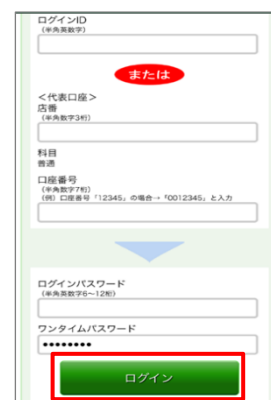 ログインID
(半角英数字)
または
＜代表口座＞
店番
(半角数字3桁)
科目
普通
口座番号
(半角数字7桁)
(例) 口座番号「12345」の場合→「0012345」と入力
ログインパスワード
(半角英数字6～12桁)
ワンタイムパスワード
●●●●●●●●
ログイン